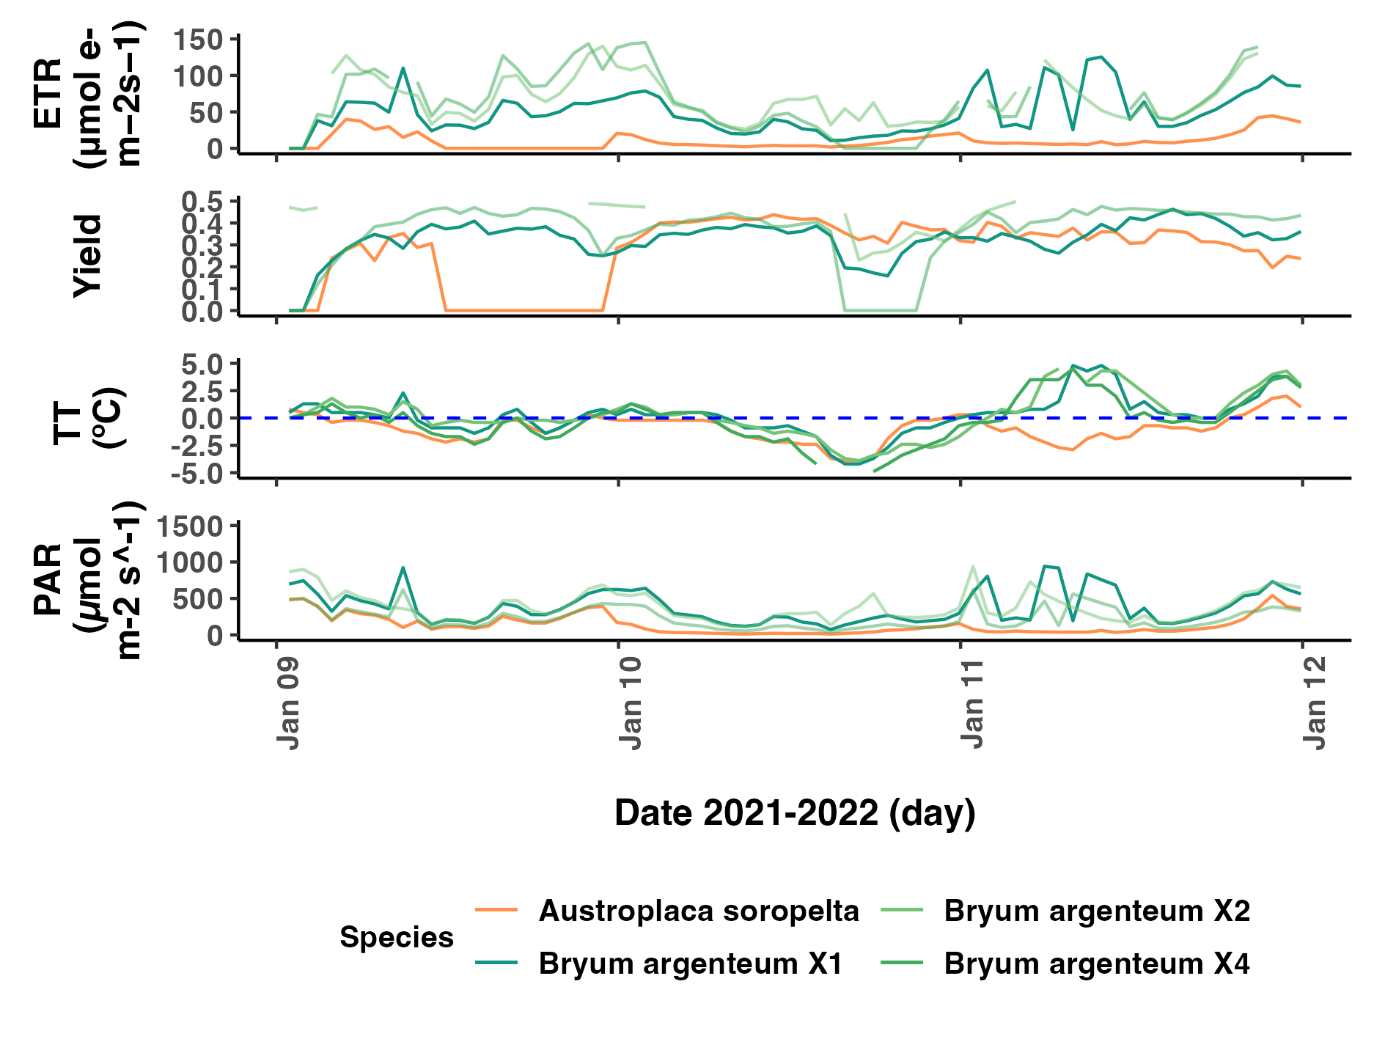 ETR
(μmol e-
m−2s−1)
150
100
50
0
Yield
0.5
0.4
0.3
0.2
0.1
0.0
TT
(ºC)
5.0
2.5
0.0
-2.5
-5.0
PAR
(μmol
m-2 s^-1)
1500
1000
500
0
Jan 09
Jan 10
Jan 11
Jan 12
Date 2021-2022 (day)
Species
Austroplaca soropelta
Bryum argenteum X2
Bryum argenteum X1
Bryum argenteum X4